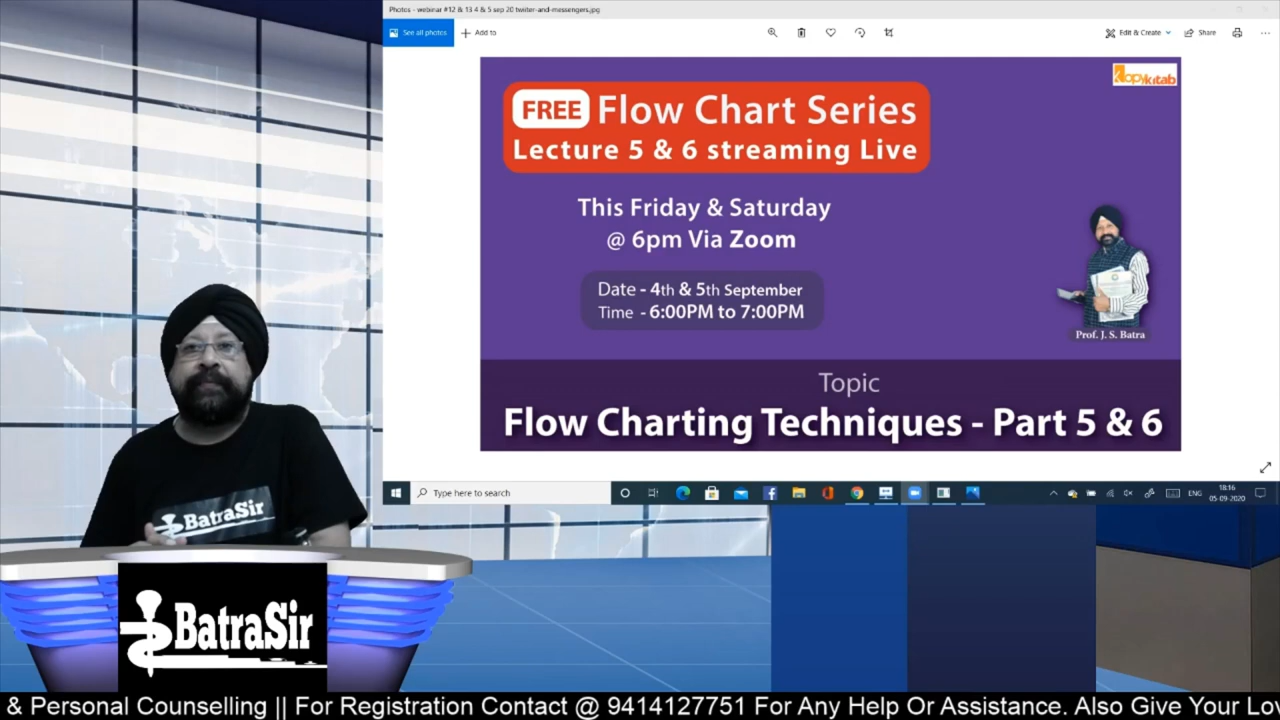 Photos - webinar #12 & 13 4 & 5 sep 20 twiiter-and-messengers.jpg
See all photos
Add to
Edit & Create
Share
Kopykitab
FREE Flow Chart Series
Lecture 5 & 6 streaming Live
This Friday & Saturday
@ 6pm Via Zoom
Date - 4th & 5th September
Time - 6:00PM to 7:00PM
Prof. J. S. Batra
Topic
Flow Charting Techniques - Part 5 & 6
Type here to search
ENG
18:16
05-09-2020
BatraSir
BatraSir
& Personal Counselling || For Registration Contact @ 9414127751 For Any Help Or Assistance. Also Give Your Lov